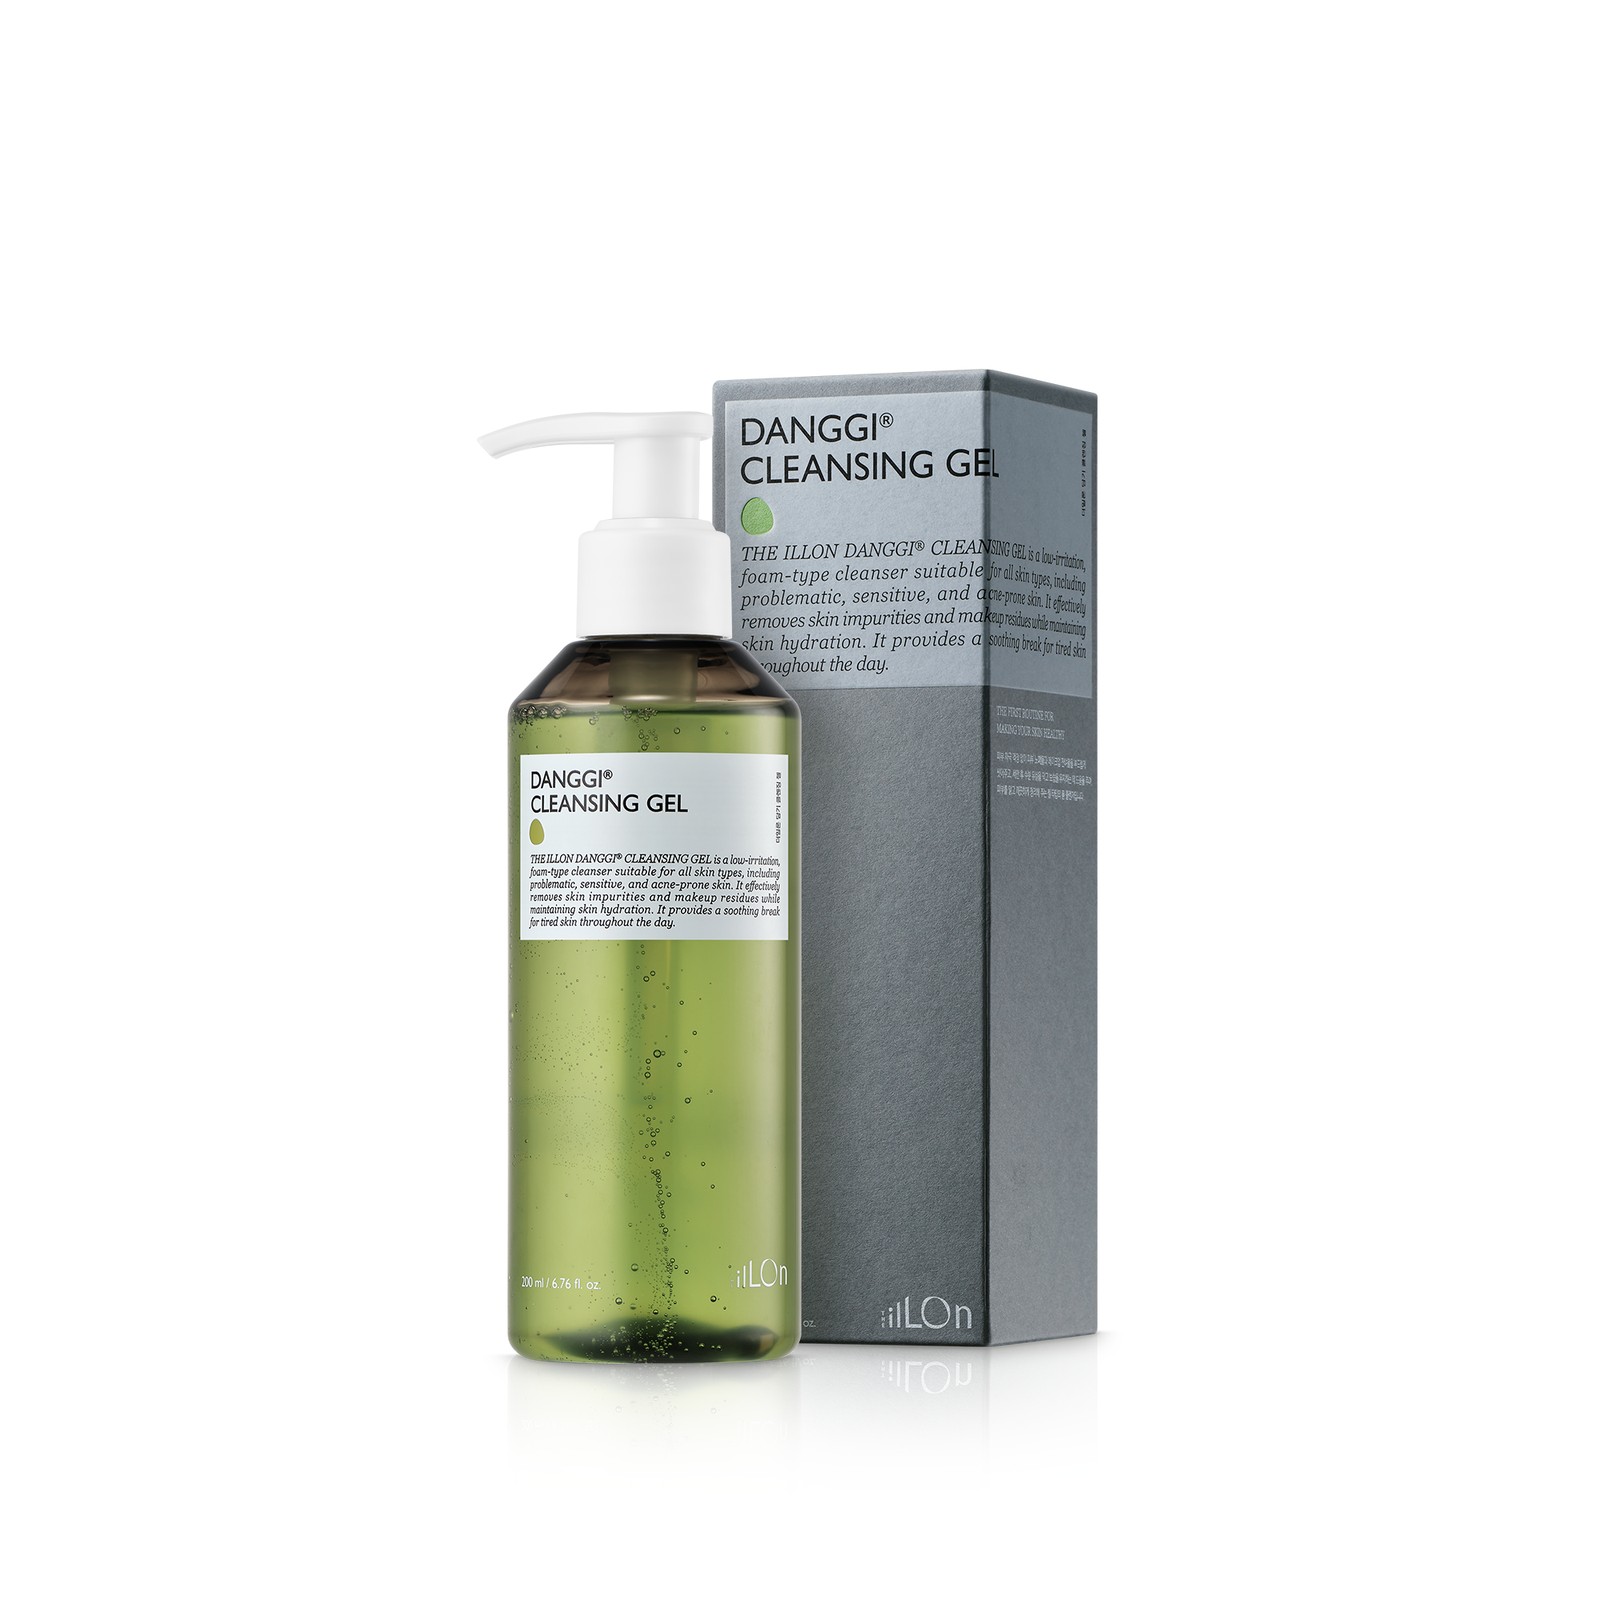 DANGGI®
CLEANSING GEL
THE ILLON DANGGI® CLEANSING GEL is a low-irritation,
foam-type cleanser suitable for all skin types, including
problematic, sensitive, and acne-prone skin. It effectively
removes skin impurities and makeup residues while
maintaining skin hydration. It provides a soothing break
for tired skin throughout the day.
200 ml / 6.76 fl. oz.
illOn
DANGGI®
CLEANSING GEL
THE ILLON DANGGI® CLEANSING GEL is a low-irritation,
foam-type cleanser suitable for all skin types, including
problematic, sensitive, and acne-prone skin. It effectively
removes skin impurities and makeup residues while maintaining
skin hydration. It provides a soothing break for tired skin
the day.
THE FIRST ROUTINE FOR
MAKING YOUR SKIN HEALTHY
oz.
THE illOn